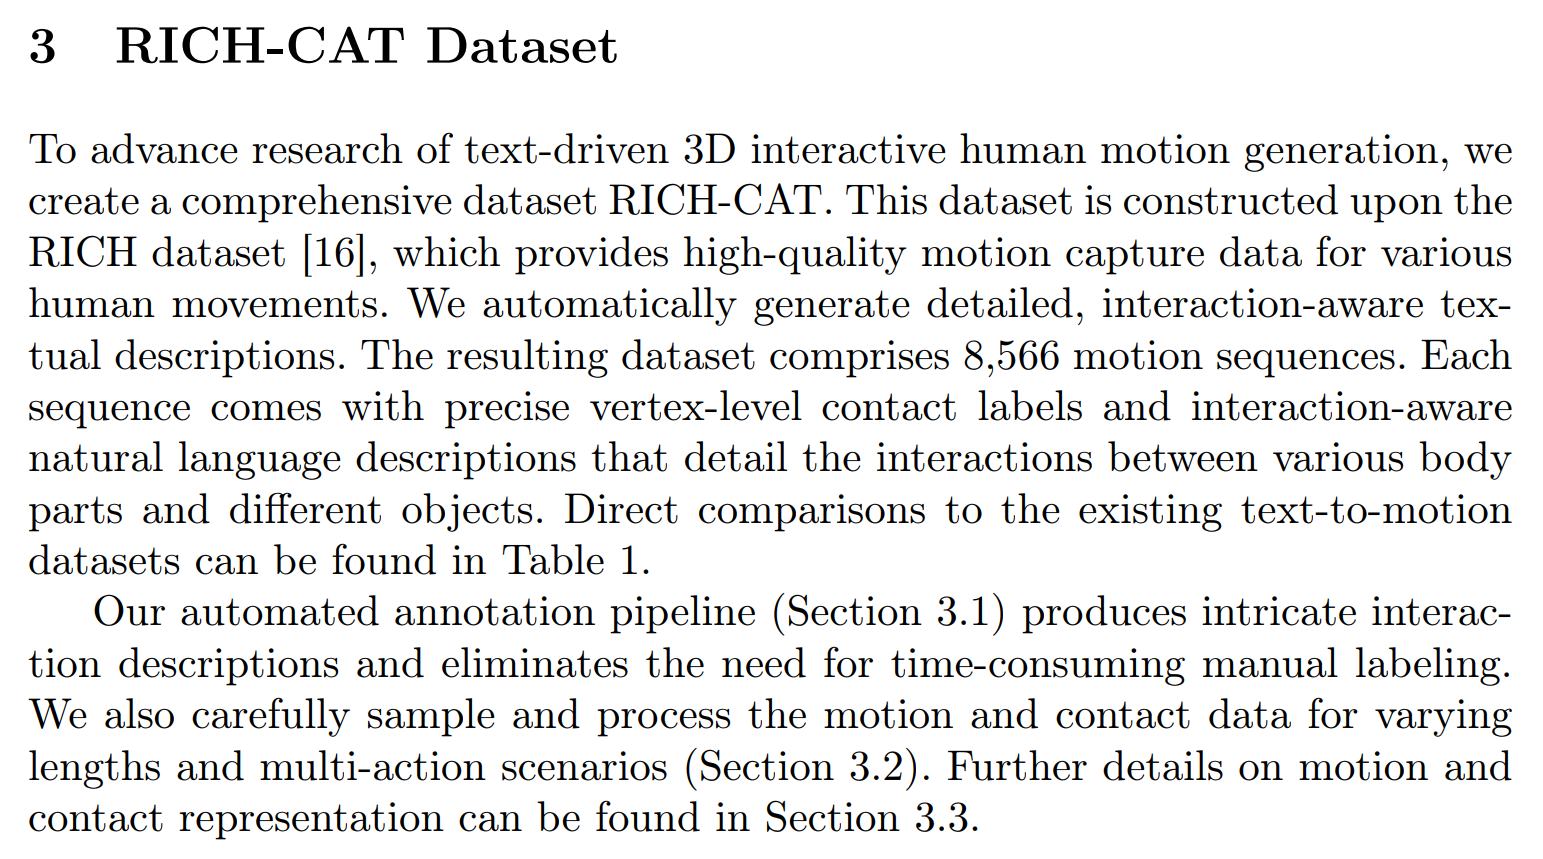 3 RICH-CAT Dataset
To advance research of text-driven 3D interactive human motion generation, we
create a comprehensive dataset RICH-CAT. This dataset is constructed upon the
RICH dataset [16], which provides high-quality motion capture data for various
human movements. We automatically generate detailed, interaction-aware tex-
tual descriptions. The resulting dataset comprises 8,566 motion sequences. Each
sequence comes with precise vertex-level contact labels and interaction-aware
natural language descriptions that detail the interactions between various body
parts and different objects. Direct comparisons to the existing text-to-motion
datasets can be found in Table 1.
Our automated annotation pipeline (Section 3.1) produces intricate interac-
tion descriptions and eliminates the need for time-consuming manual labeling.
We also carefully sample and process the motion and contact data for varying
lengths and multi-action scenarios (Section 3.2). Further details on motion and
contact representation can be found in Section 3.3.